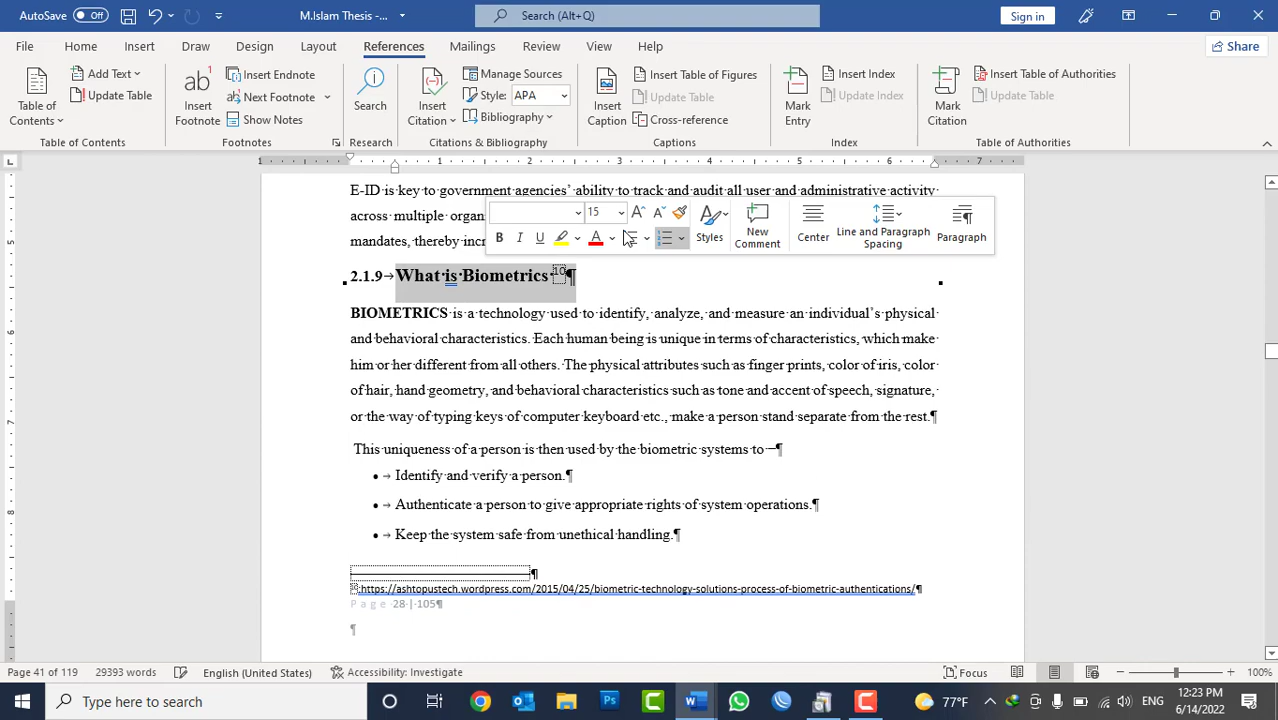 AutoSave Off M.Islam Thesis - ... Search (Alt+Q) Sign in
File Home Insert Draw Design Layout References Mailings Review View Help Share
Table of Contents
Add Text
Update Table
Table of Contents
ab
Insert Footnote
Insert Endnote
Next Footnote
Show Notes
Footnotes
Search
Research
Insert Citation
Manage Sources
Style: APA
Bibliography
Citations & Bibliography
Insert Caption
Insert Table of Figures
Update Table
Cross-reference
Captions
Mark Entry
Insert Index
Update Index
Index
Mark Citation
Insert Table of Authorities
Update Table
Table of Authorities
1 1 2 3 4 5 6 7
E-ID is key to government agencies’ ability to track and audit all user and administrative activity
across multiple organ
mandates, thereby incre
15
Styles
New Comment
Center
Line and Paragraph Spacing
Paragraph
2.1.9 What is Biometrics 10¶
BIOMETRICS is a technology used to identify, analyze, and measure an individual’s physical
and behavioral characteristics. Each human being is unique in terms of characteristics, which make
him or her different from all others. The physical attributes such as finger prints, color of iris, color
of hair, hand geometry, and behavioral characteristics such as tone and accent of speech, signature,
or the way of typing keys of computer keyboard etc., make a person stand separate from the rest.¶
This uniqueness of a person is then used by the biometric systems to –¶
• Identify and verify a person.¶
• Authenticate a person to give appropriate rights of system operations.¶
• Keep the system safe from unethical handling.¶
¶
:https://ashtopustech.wordpress.com/2015/04/25/biometric-technology-solutions-process-of-biometric-authentications/¶
Page 28 | 105¶
¶
Page 41 of 119 29393 words English (United States) Accessibility: Investigate Focus 100%
Type here to search
77°F ENG
12:23 PM
6/14/2022